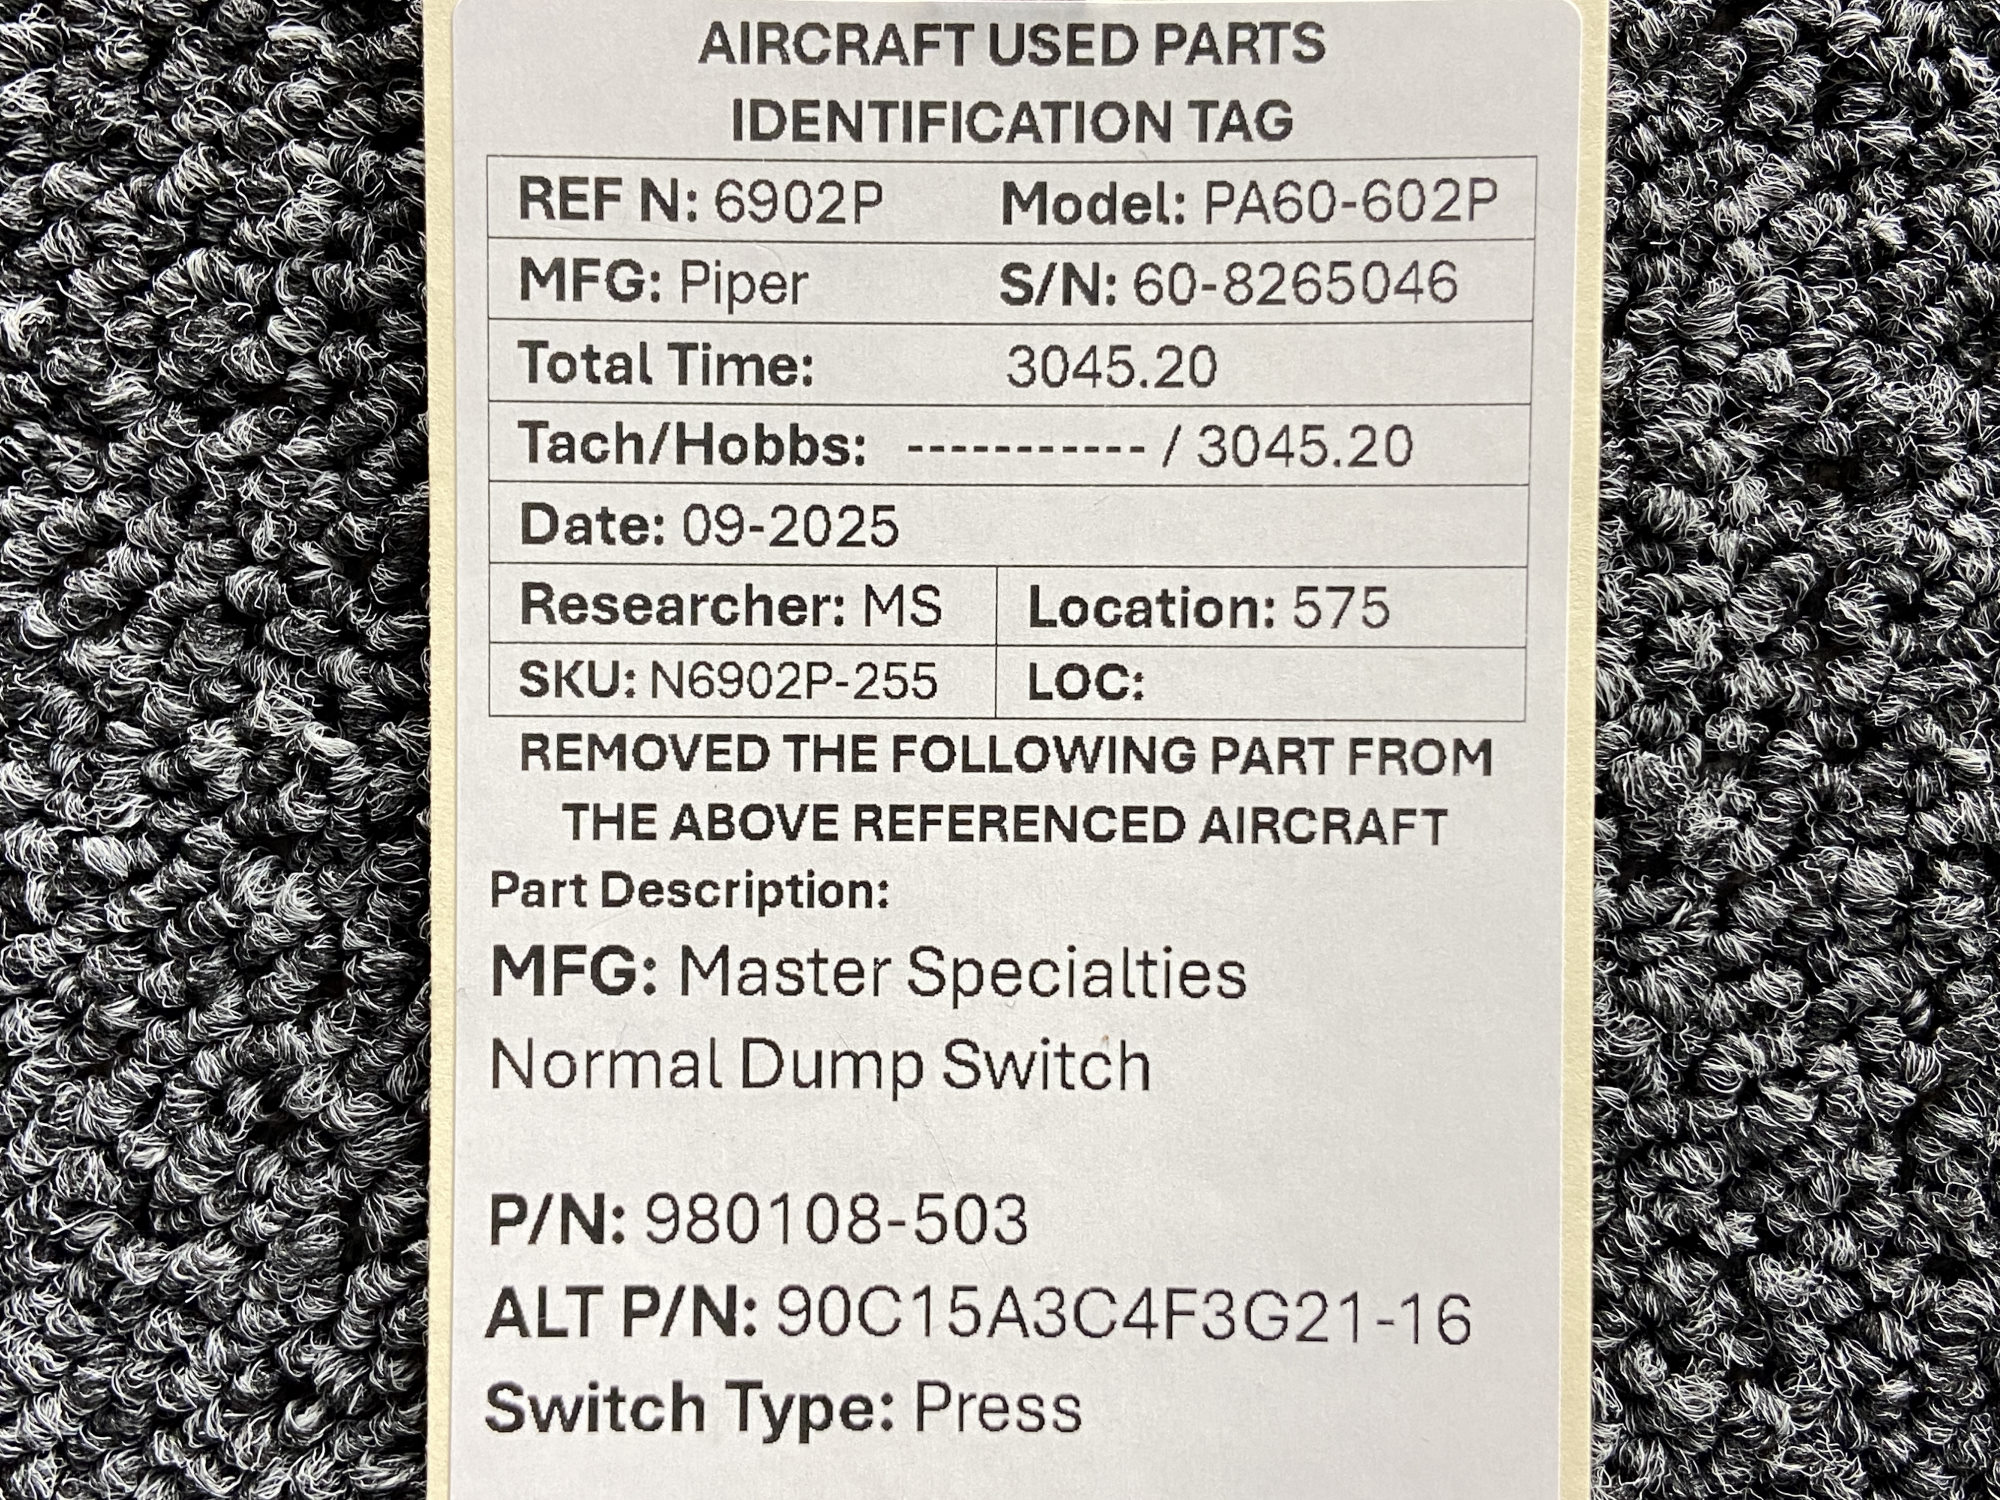 AIRCRAFT USED PARTS
IDENTIFICATION TAG
REF N: 6902P Model: PA60-602P
MFG: Piper S/N: 60-8265046
Total Time: 3045.20
Tach/Hobbs: ----------- / 3045.20
Date: 09-2025
Researcher: MS Location: 575
SKU: N6902P-255 LOC:
REMOVED THE FOLLOWING PART FROM
THE ABOVE REFERENCED AIRCRAFT
Part Description:
MFG: Master Specialties
Normal Dump Switch
P/N: 980108-503
ALT P/N: 90C15A3C4F3G21-16
Switch Type: Press